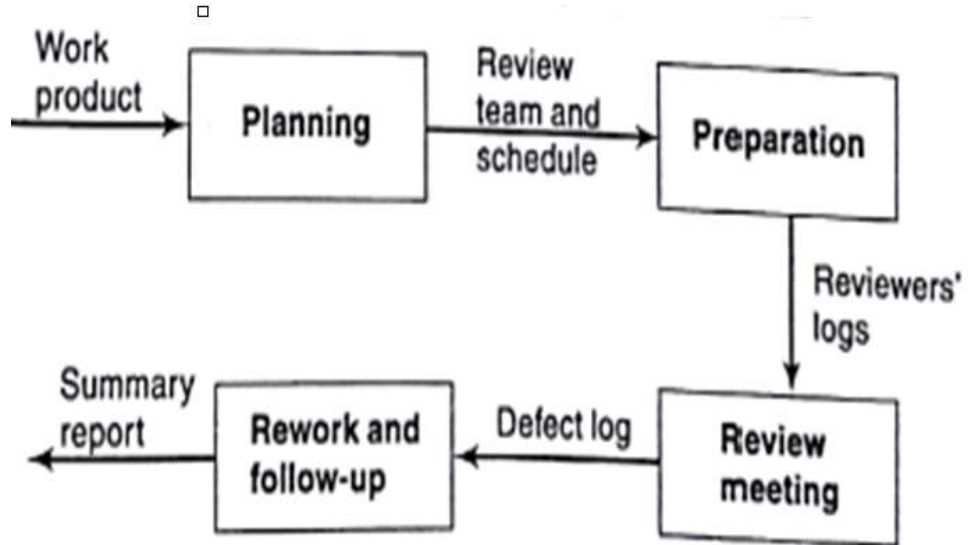 Work
product
Planning
Review
team and
schedule
Preparation
Reviewers'
logs
Review
meeting
Defect log
Rework and
follow-up
Summary
report